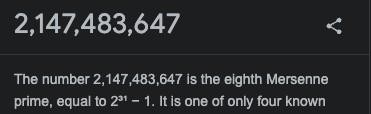 2,147,483,647
The number 2,147,483,647 is the eighth Mersenne
prime, equal to 2³¹ − 1. It is one of only four known